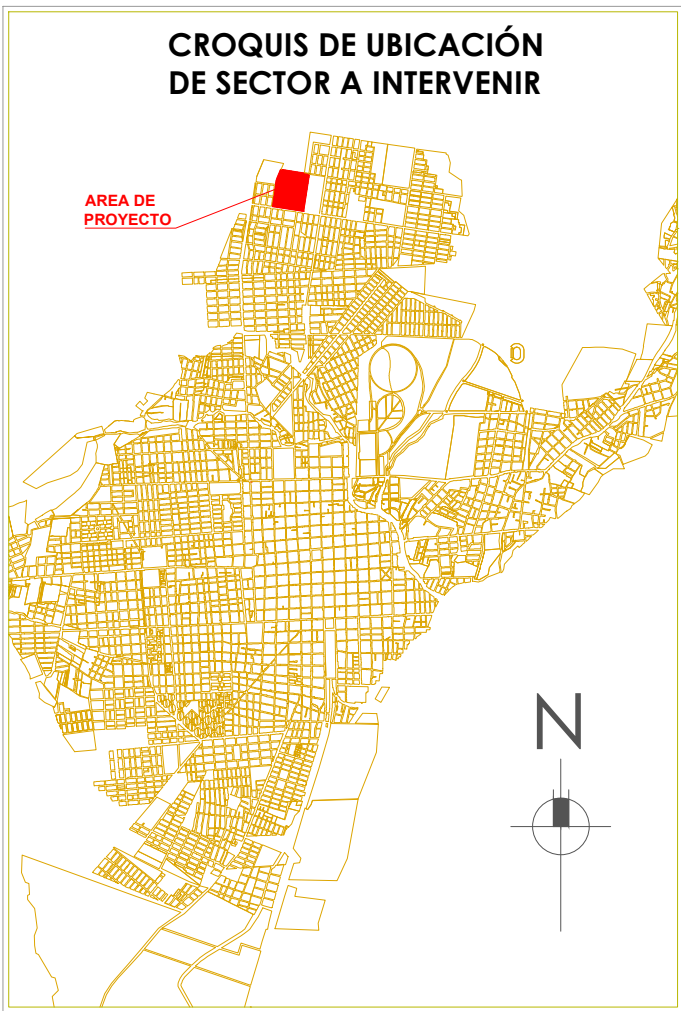 CROQUIS DE UBICACIÓN
DE SECTOR A INTERVENIR
AREA DE
PROYECTO
N